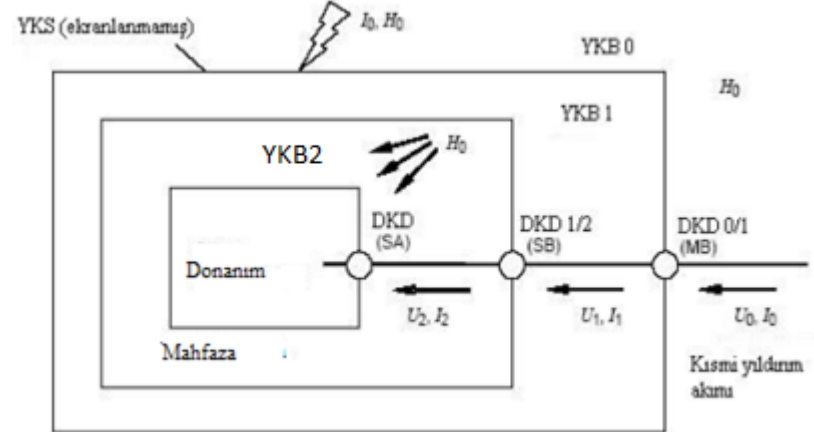 YKS (ekranlanmamış)
I0, H0
YKB 0
H0
YKB 1
YKB2
H0
DKD
(SA)
DKD 1/2
(SB)
DKD 0/1
(MB)
Donanım
U2, I2
U1, I1
U0, I0
Mahfaza
Kısmi yıldırım
akımı